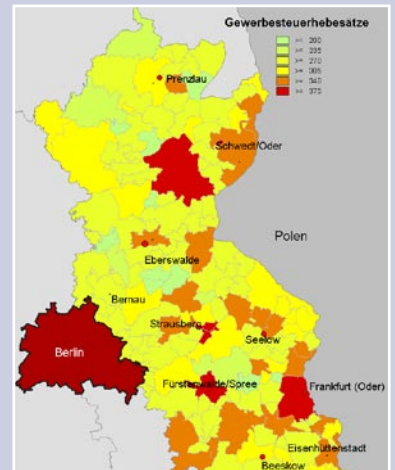 Gewerbesteuerhebesätze
>= 200
>= 235
>= 270
>= 305
>= 340
>= 375
Prenzlau
Schwedt/Oder
Polen
Eberswalde
Bernau
Strausberg
Seelow
Berlin
Fürstenwalde/Spree
Frankfurt (Oder)
Eisenhüttenstadt
Beeskow